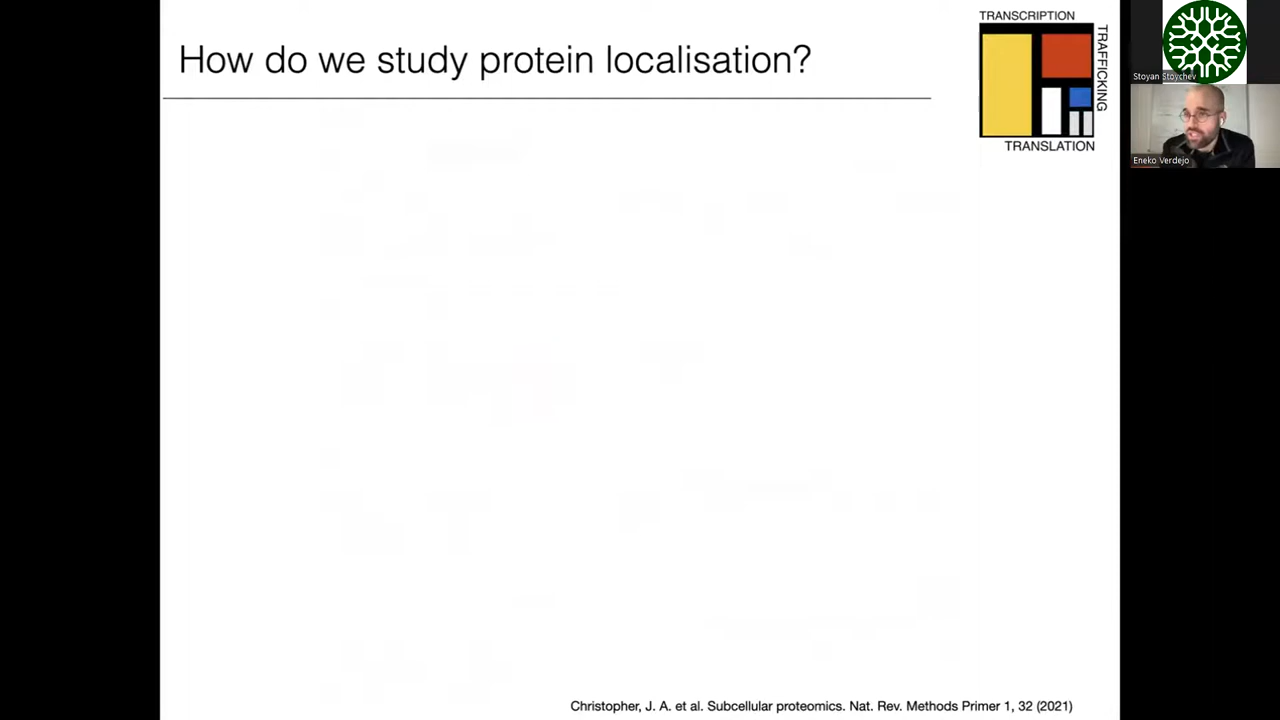 How do we study protein localisation?
TRANSCRIPTION
TRAFFICKING
TRANSLATION
Stoyan Stoychev
Eneko Verdejo
Christopher, J. A. et al. Subcellular proteomics. Nat. Rev. Methods Primer 1, 32 (2021)